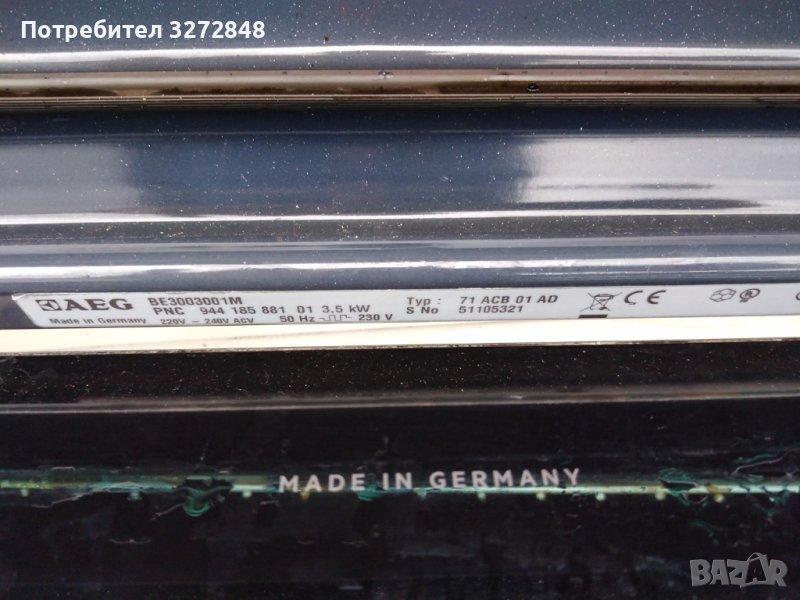 Потребител 3272848
AEG BE3003001M
PNC 944 185 881 01 3,5 kW
Made in Germany 220V - 240V ACV 50 Hz 230 V
Typ : 71 ACB 01 AD
S No 51105321
CE
MADE IN GERMANY
BAZAR